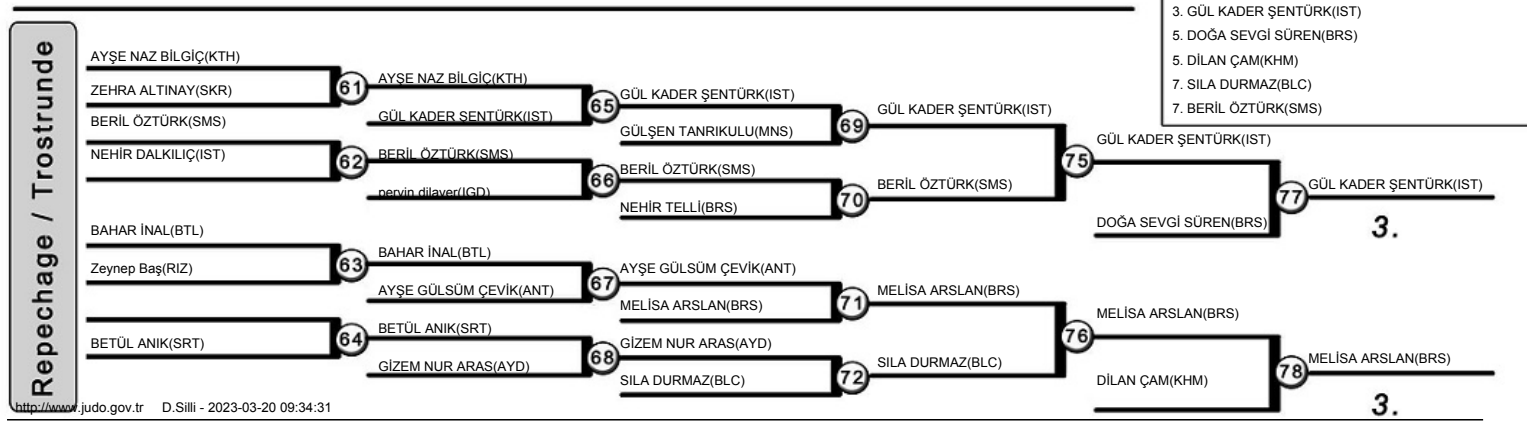 3. GÜL KADER ŞENTÜRK(IST)
5. DOĞA SEVGİ SÜREN(BRS)
5. DİLAN ÇAM(KHM)
7. SILA DURMAZ(BLC)
7. BERİL ÖZTÜRK(SMS)
Repechage / Trostrunde
AYŞE NAZ BİLGİÇ(KTH)
ZEHRA ALTINAY(SKR)
BERİL ÖZTÜRK(SMS)
NEHİR DALKILIÇ(IST)
BAHAR İNAL(BTL)
Zeynep Baş(RIZ)
BETÜL ANIK(SRT)
61
62
63
64
AYŞE NAZ BİLGİÇ(KTH)
GÜL KADER SENTÜRK(IST)
BERİL ÖZTÜRK(SMS)
pervin dilaver(IGD)
BAHAR İNAL(BTL)
AYŞE GÜLSÜM ÇEVİK(ANT)
BETÜL ANIK(SRT)
GİZEM NUR ARAS(AYD)
65
66
67
68
GÜL KADER ŞENTÜRK(IST)
GÜLŞEN TANRIKULU(MNS)
BERİL ÖZTÜRK(SMS)
NEHİR TELLİ(BRS)
AYŞE GÜLSÜM ÇEVİK(ANT)
MELİSA ARSLAN(BRS)
GİZEM NUR ARAS(AYD)
SILA DURMAZ(BLC)
69
70
71
72
GÜL KADER ŞENTÜRK(IST)
BERİL ÖZTÜRK(SMS)
MELİSA ARSLAN(BRS)
SILA DURMAZ(BLC)
75
76
GÜL KADER ŞENTÜRK(IST)
DOĞA SEVGİ SÜREN(BRS)
MELİSA ARSLAN(BRS)
DİLAN ÇAM(KHM)
77
78
GÜL KADER ŞENTÜRK(IST)
3.
MELİSA ARSLAN(BRS)
3.
http://www.judo.gov.tr D.Silli - 2023-03-20 09:34:31